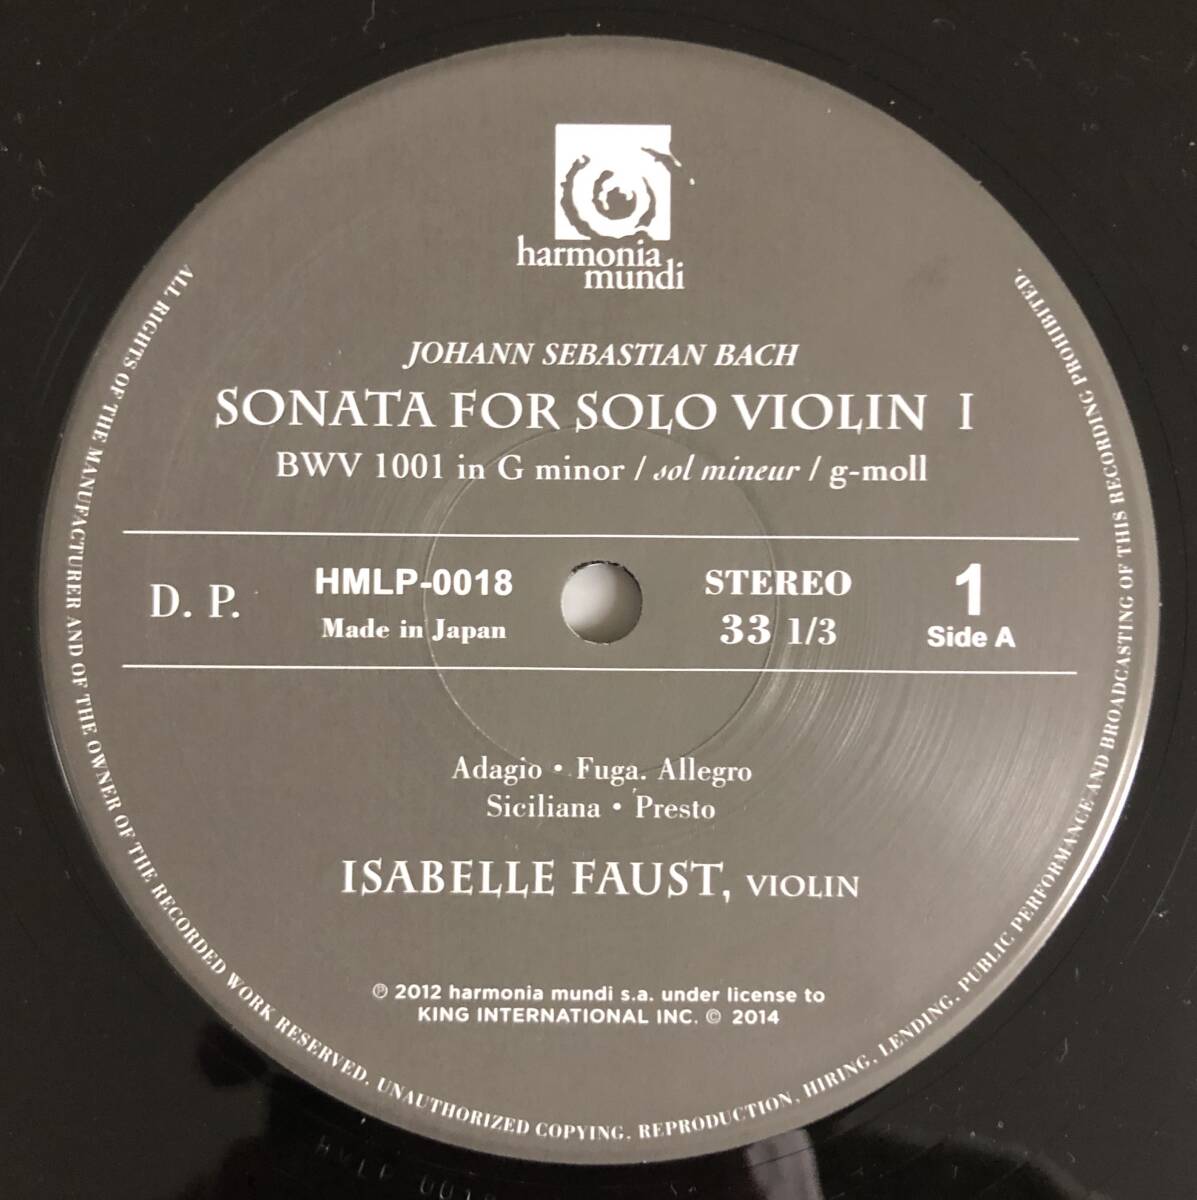 harmonia
mundi
JOHANN SEBASTIAN BACH
SONATA FOR SOLO VIOLIN I
BWV 1001 in G minor / sol mineur / g-moll
D. P.
HMLP-0018
Made in Japan
STEREO
33 1/3
1
Side A
Adagio • Fuga. Allegro
Siciliana • Presto
ISABELLE FAUST, VIOLIN
℗ 2012 harmonia mundi s.a. under license to
KING INTERNATIONAL INC. © 2014
ALL RIGHTS OF THE MANUFACTURER AND OF THE OWNER OF THE RECORDED WORK RESERVED. UNAUTHORIZED COPYING, REPRODUCTION, HIRING, LENDING, PUBLIC PERFORMANCE AND BROADCASTING OF THIS RECORDING PROHIBITED.